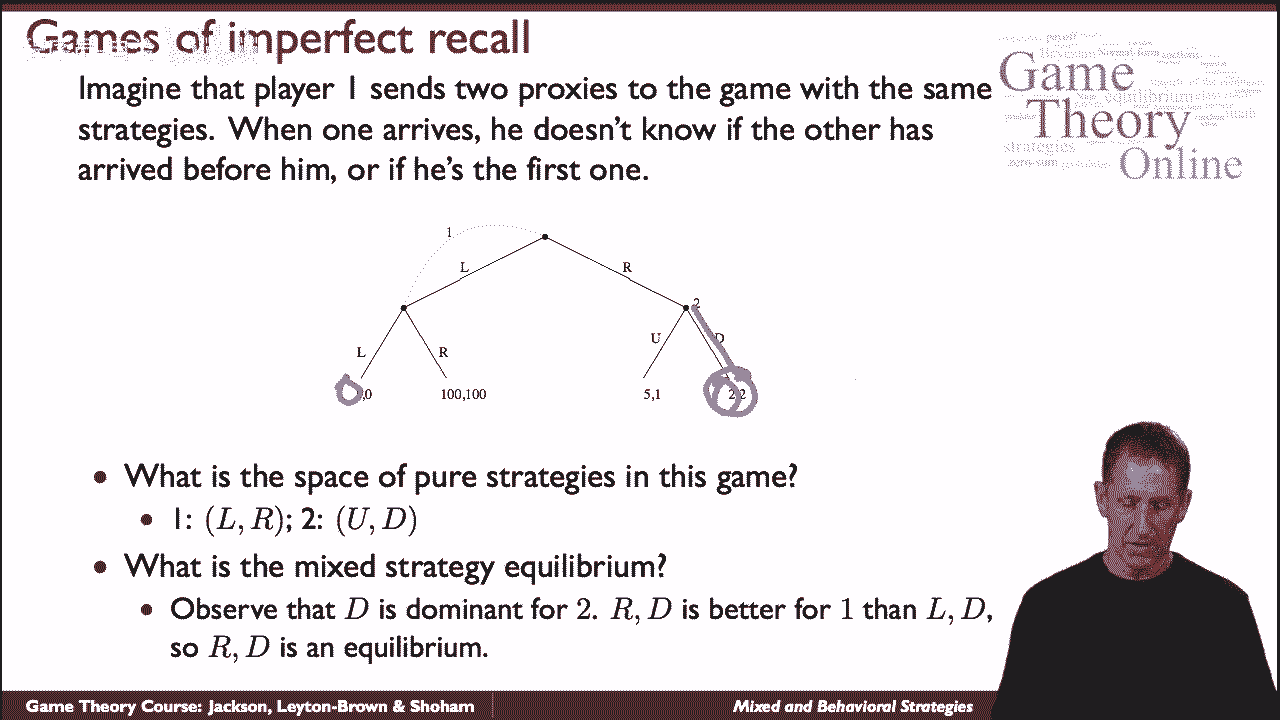 Games of imperfect recall
Imagine that player 1 sends two proxies to the game with the same
strategies. When one arrives, he doesn't know if the other has
arrived before him, or if he's the first one.
Game
Theory
Online
equilibrium
strategies
zero-sum
1
L
R
2
L
R
U
D
,0
100,100
5,1
2,2
• What is the space of pure strategies in this game?
• 1: (L, R); 2: (U, D)
• What is the mixed strategy equilibrium?
• Observe that D is dominant for 2. R, D is better for 1 than L, D,
so R, D is an equilibrium.
Game Theory Course: Jackson, Leyton-Brown & Shoham
Mixed and Behavioral Strategies